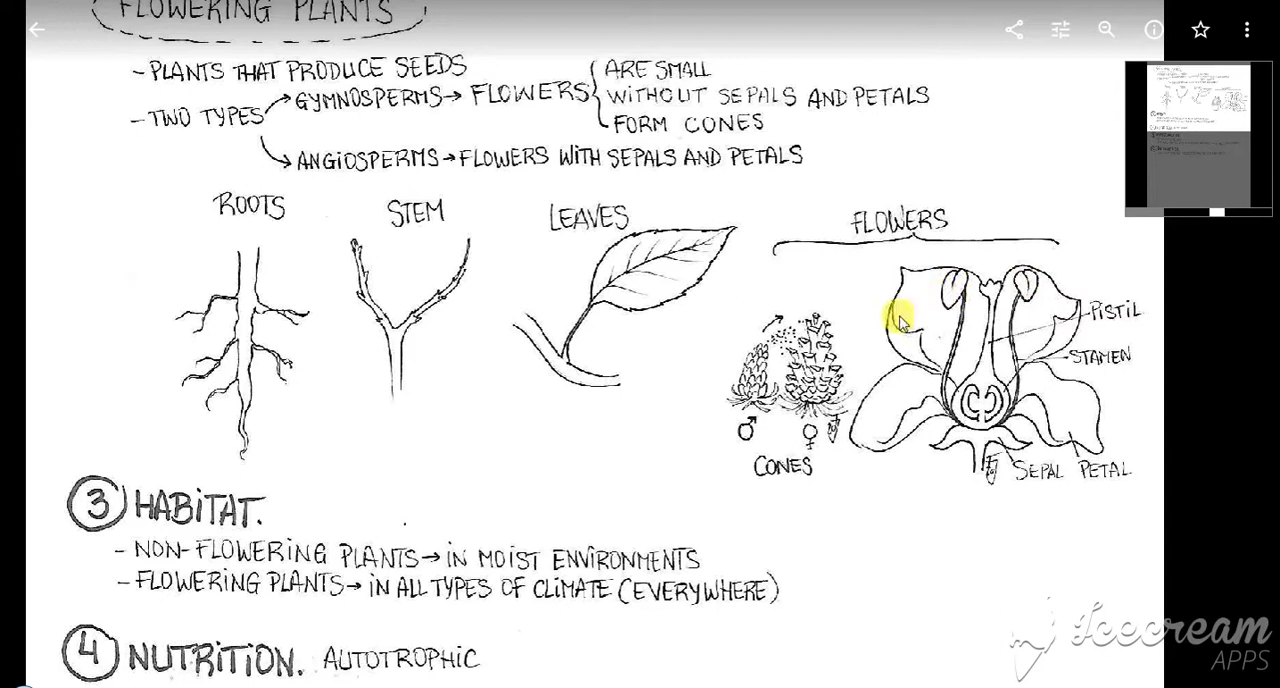 FLOWERING PLANTS
- PLANTS THAT PRODUCE SEEDS
- TWO TYPES → GYMNOSPERMS → FLOWERS { ARE SMALL
WITHOUT SEPALS AND PETALS
FORM CONES
→ ANGIOSPERMS → FLOWERS WITH SEPALS AND PETALS
ROOTS
STEM
LEAVES
FLOWERS
PISTIL
STAMEN
♂ ♀
CONES
SEPAL PETAL
3 HABITAT.
- NON-FLOWERING PLANTS → IN MOIST ENVIRONMENTS
- FLOWERING PLANTS → IN ALL TYPES OF CLIMATE (EVERYWHERE)
4 NUTRITION. AUTOTROPHIC
Icecream
APPS